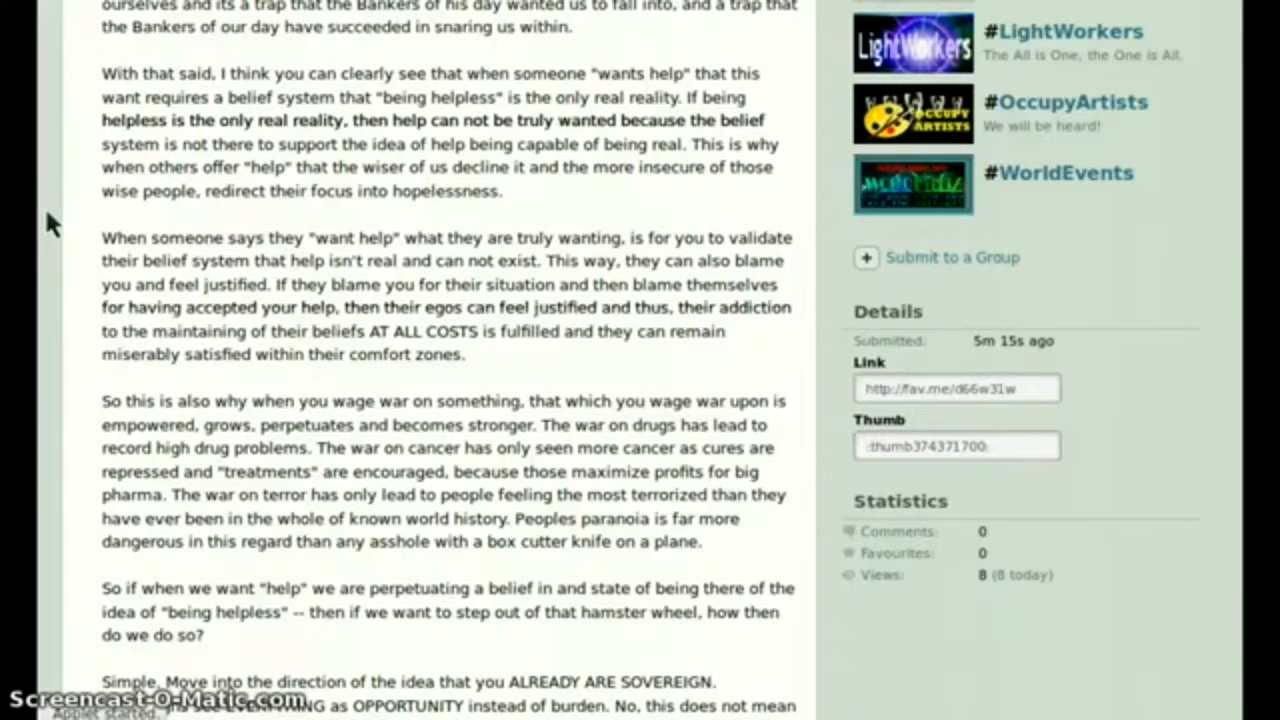 ourselves and its a trap that the Bankers of his day wanted us to fall into, and a trap that
the Bankers of our day have succeeded in snaring us within.
With that said, I think you can clearly see that when someone "wants help" that this
want requires a belief system that "being helpless" is the only real reality. If being
helpless is the only real reality, then help can not be truly wanted because the belief
system is not there to support the idea of help being capable of being real. This is why
when others offer "help" that the wiser of us decline it and the more insecure of those
wise people, redirect their focus into hopelessness.
When someone says they "want help" what they are truly wanting, is for you to validate
their belief system that help isn't real and can not exist. This way, they can also blame
you and feel justified. If they blame you for their situation and then blame themselves
for having accepted your help, then their egos can feel justified and thus, their addiction
to the maintaining of their beliefs AT ALL COSTS is fulfilled and they can remain
miserably satisfied within their comfort zones.
So this is also why when you wage war on something, that which you wage war upon is
empowered, grows, perpetuates and becomes stronger. The war on drugs has lead to
record high drug problems. The war on cancer has only seen more cancer as cures are
repressed and "treatments" are encouraged, because those maximize profits for big
pharma. The war on terror has only lead to people feeling the most terrorized than they
have ever been in the whole of known world history. Peoples paranoia is far more
dangerous in this regard than any asshole with a box cutter knife on a plane.
So if when we want "help" we are perpetuating a belief in and state of being there of the
idea of "being helpless" -- then if we want to step out of that hamster wheel, how then
do we do so?
Simple. Move into the direction of the idea that you ALREADY ARE SOVEREIGN.
see EVERYTHING as OPPORTUNITY instead of burden. No, this does not mean
Screencast-O-Matic.com
Applet started.
LightWorkers
#LightWorkers
The All is One, the One is All.
OCCUPY
ARTISTS
#OccupyArtists
We will be heard!
#WorldEvents
+ Submit to a Group
Details
Submitted: 5m 15s ago
Link
http://fav.me/d66w31w
Thumb
:thumb374371700:
Statistics
Comments: 0
Favourites: 0
Views: 8 (8 today)